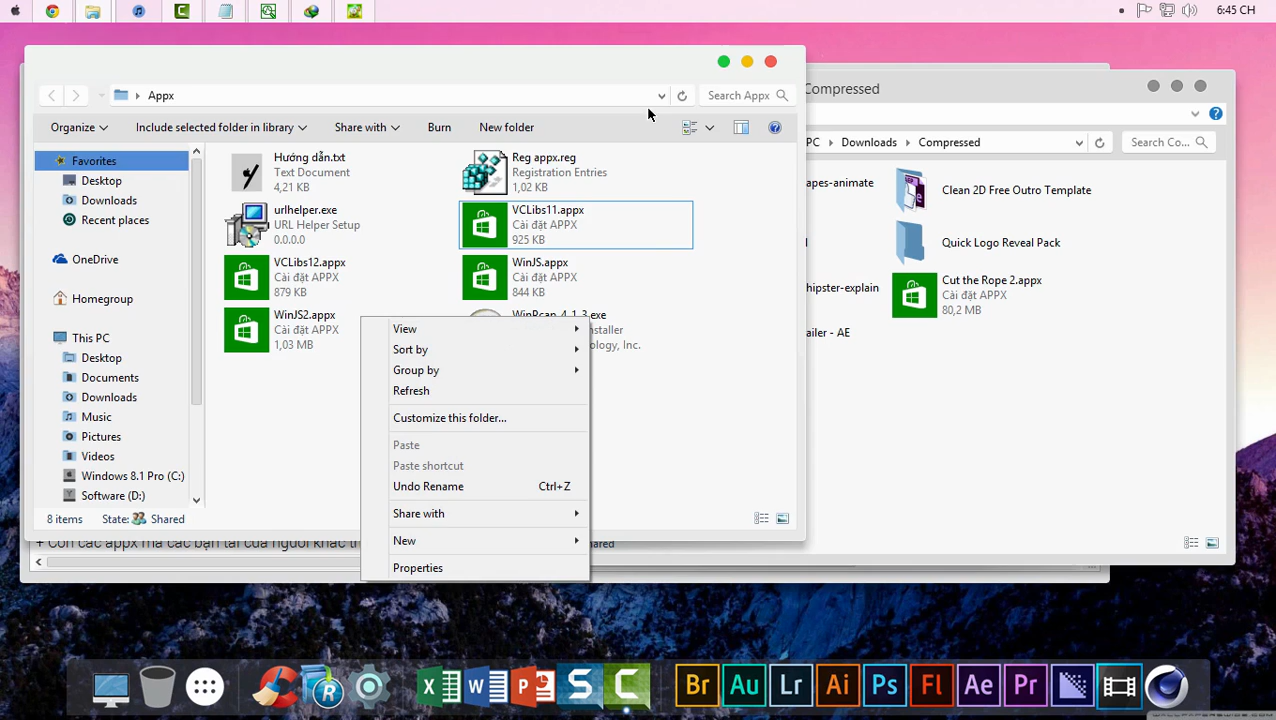 6:45 CH
Appx
Search Appx
Organize
Include selected folder in library
Share with
Burn
New folder
Favorites
Desktop
Downloads
Recent places
OneDrive
Homegroup
This PC
Desktop
Documents
Downloads
Music
Pictures
Videos
Windows 8.1 Pro (C:)
Software (D:)
Hướng dẫn.txt
Text Document
4,21 KB
Reg appx.reg
Registration Entries
1,02 KB
urlhelper.exe
URL Helper Setup
0.0.0.0
VCLibs11.appx
Cài đặt APPX
925 KB
VCLibs12.appx
Cài đặt APPX
879 KB
WinJS.appx
Cài đặt APPX
844 KB
WinJS2.appx
Cài đặt APPX
1,03 MB
nstaller
ology, Inc.
View
Sort by
Group by
Refresh
Customize this folder...
Paste
Paste shortcut
Undo Rename Ctrl+Z
Share with
New
Properties
8 items State: Shared
Compressed
PC Downloads Compressed
Search Co...
apes-animate
Clean 2D Free Outro Template
Quick Logo Reveal Pack
hipster-explain
Cut the Rope 2.appx
Cài đặt APPX
80,2 MB
ailer - AE
hared
Br Au Lr Ai Ps Fl Ae Pr